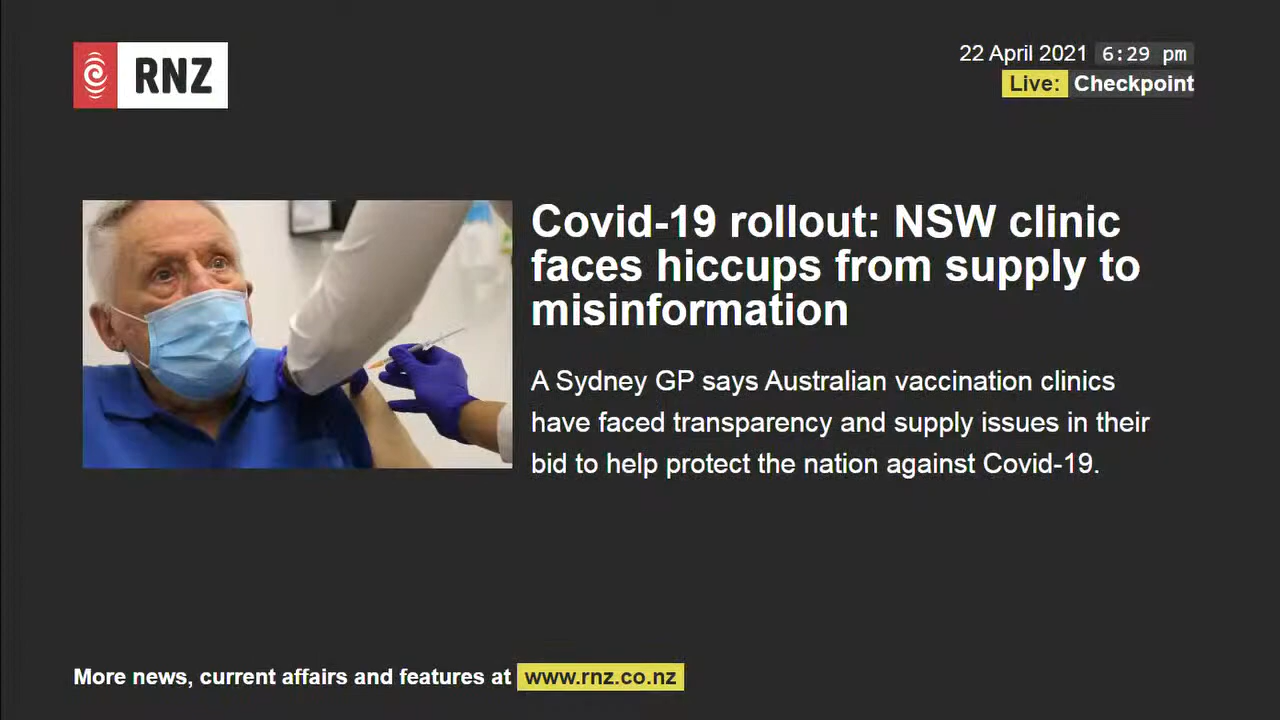 RNZ
22 April 2021 6:29 pm
Live: Checkpoint
Covid-19 rollout: NSW clinic
faces hiccups from supply to
misinformation
A Sydney GP says Australian vaccination clinics
have faced transparency and supply issues in their
bid to help protect the nation against Covid-19.
More news, current affairs and features at www.rnz.co.nz